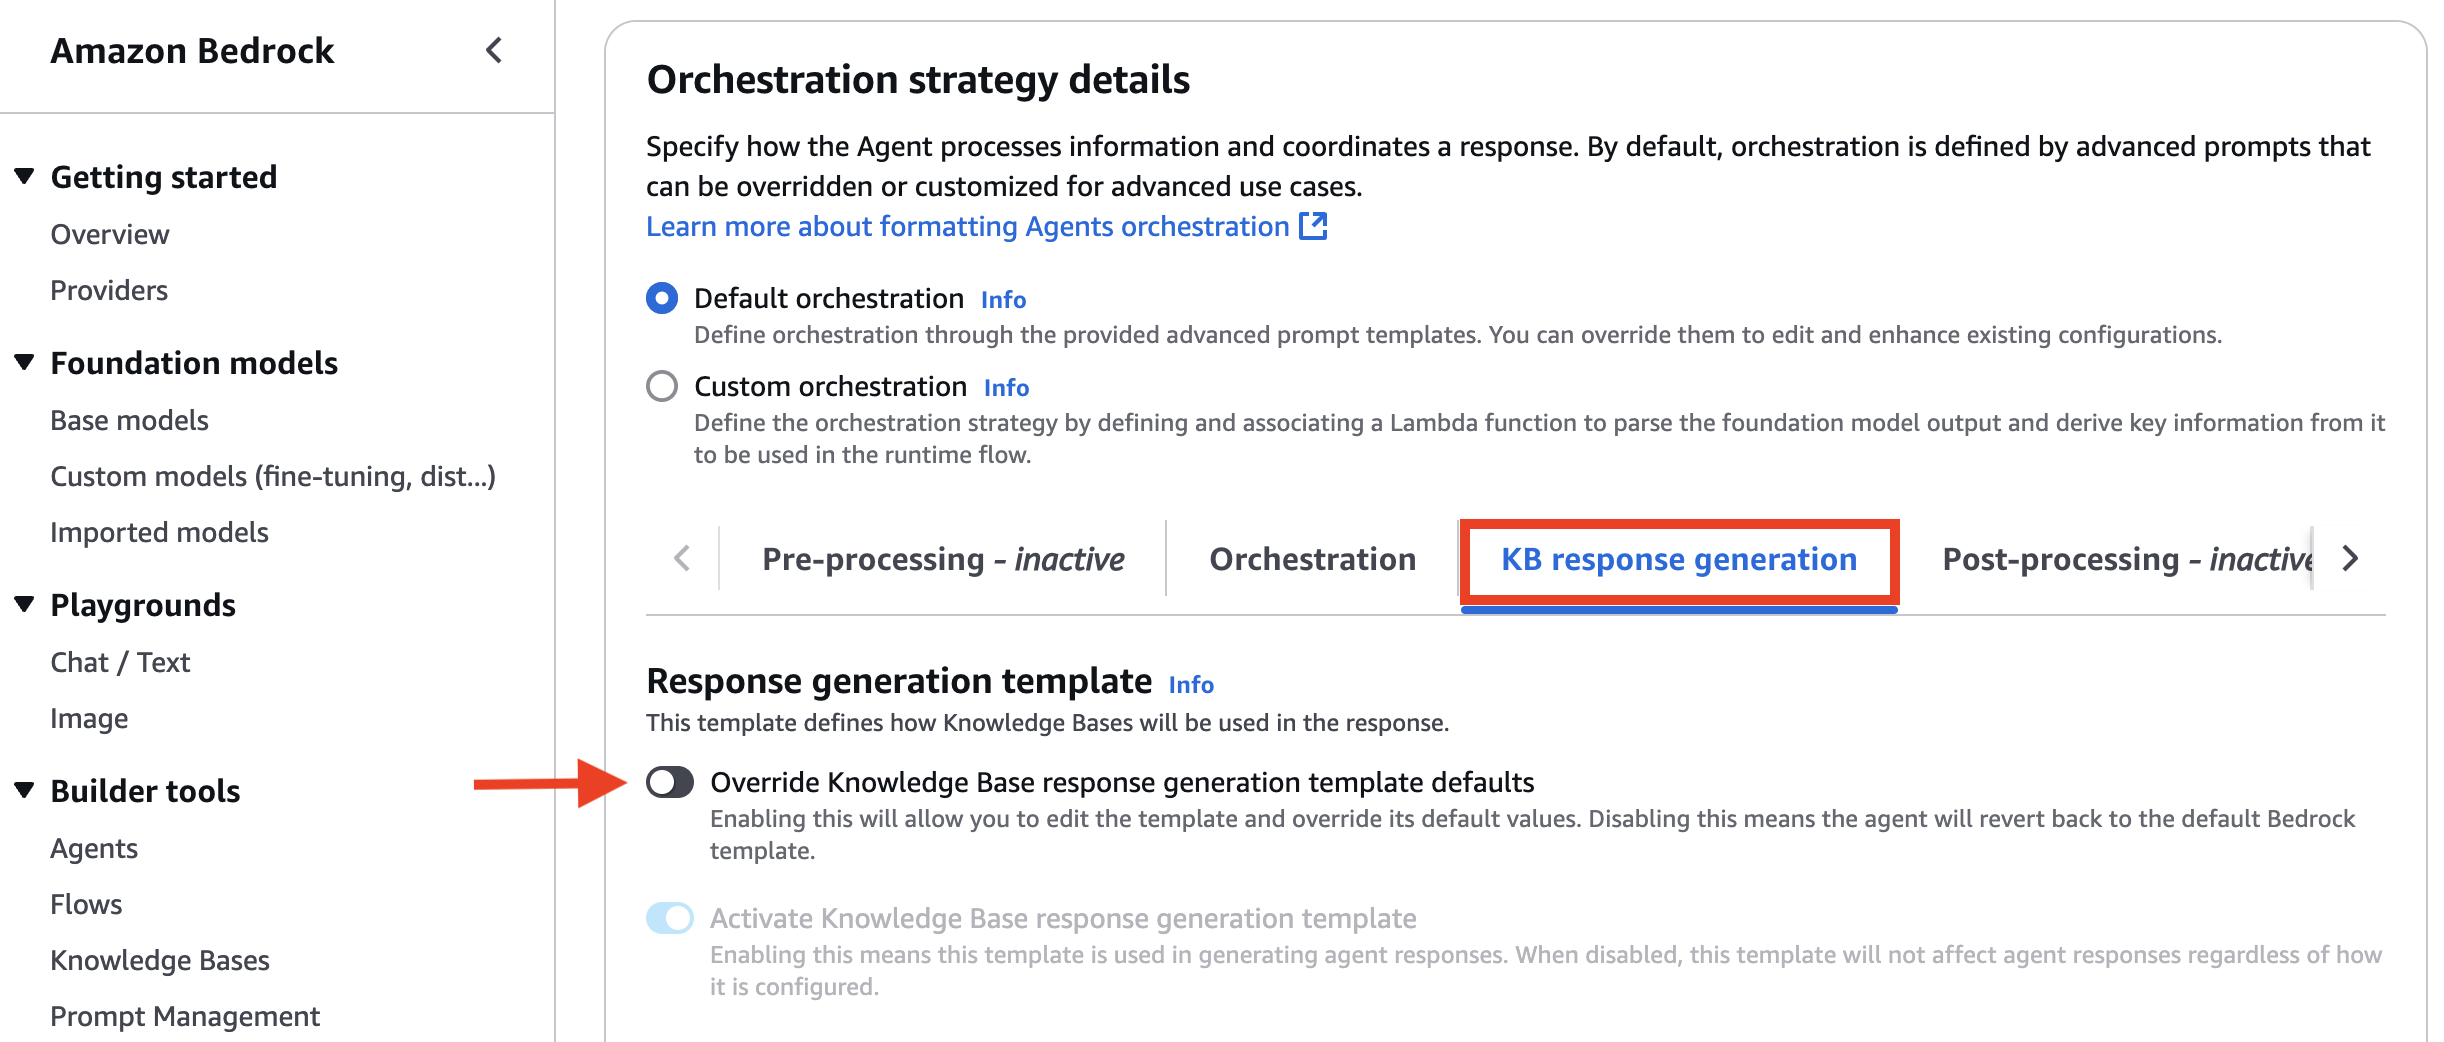 Amazon Bedrock
Getting started
Overview
Providers
Foundation models
Base models
Custom models (fine-tuning, dist...)
Imported models
Playgrounds
Chat / Text
Image
Builder tools
Agents
Flows
Knowledge Bases
Prompt Management
Orchestration strategy details
Specify how the Agent processes information and coordinates a response. By default, orchestration is defined by advanced prompts that
can be overridden or customized for advanced use cases.
Learn more about formatting Agents orchestration
Default orchestration Info
Define orchestration through the provided advanced prompt templates. You can override them to edit and enhance existing configurations.
Custom orchestration Info
Define the orchestration strategy by defining and associating a Lambda function to parse the foundation model output and derive key information from it
to be used in the runtime flow.
Pre-processing - inactive Orchestration KB response generation Post-processing - inactive
Response generation template Info
This template defines how Knowledge Bases will be used in the response.
Override Knowledge Base response generation template defaults
Enabling this will allow you to edit the template and override its default values. Disabling this means the agent will revert back to the default Bedrock
template.
Activate Knowledge Base response generation template
Enabling this means this template is used in generating agent responses. When disabled, this template will not affect agent responses regardless of how
it is configured.